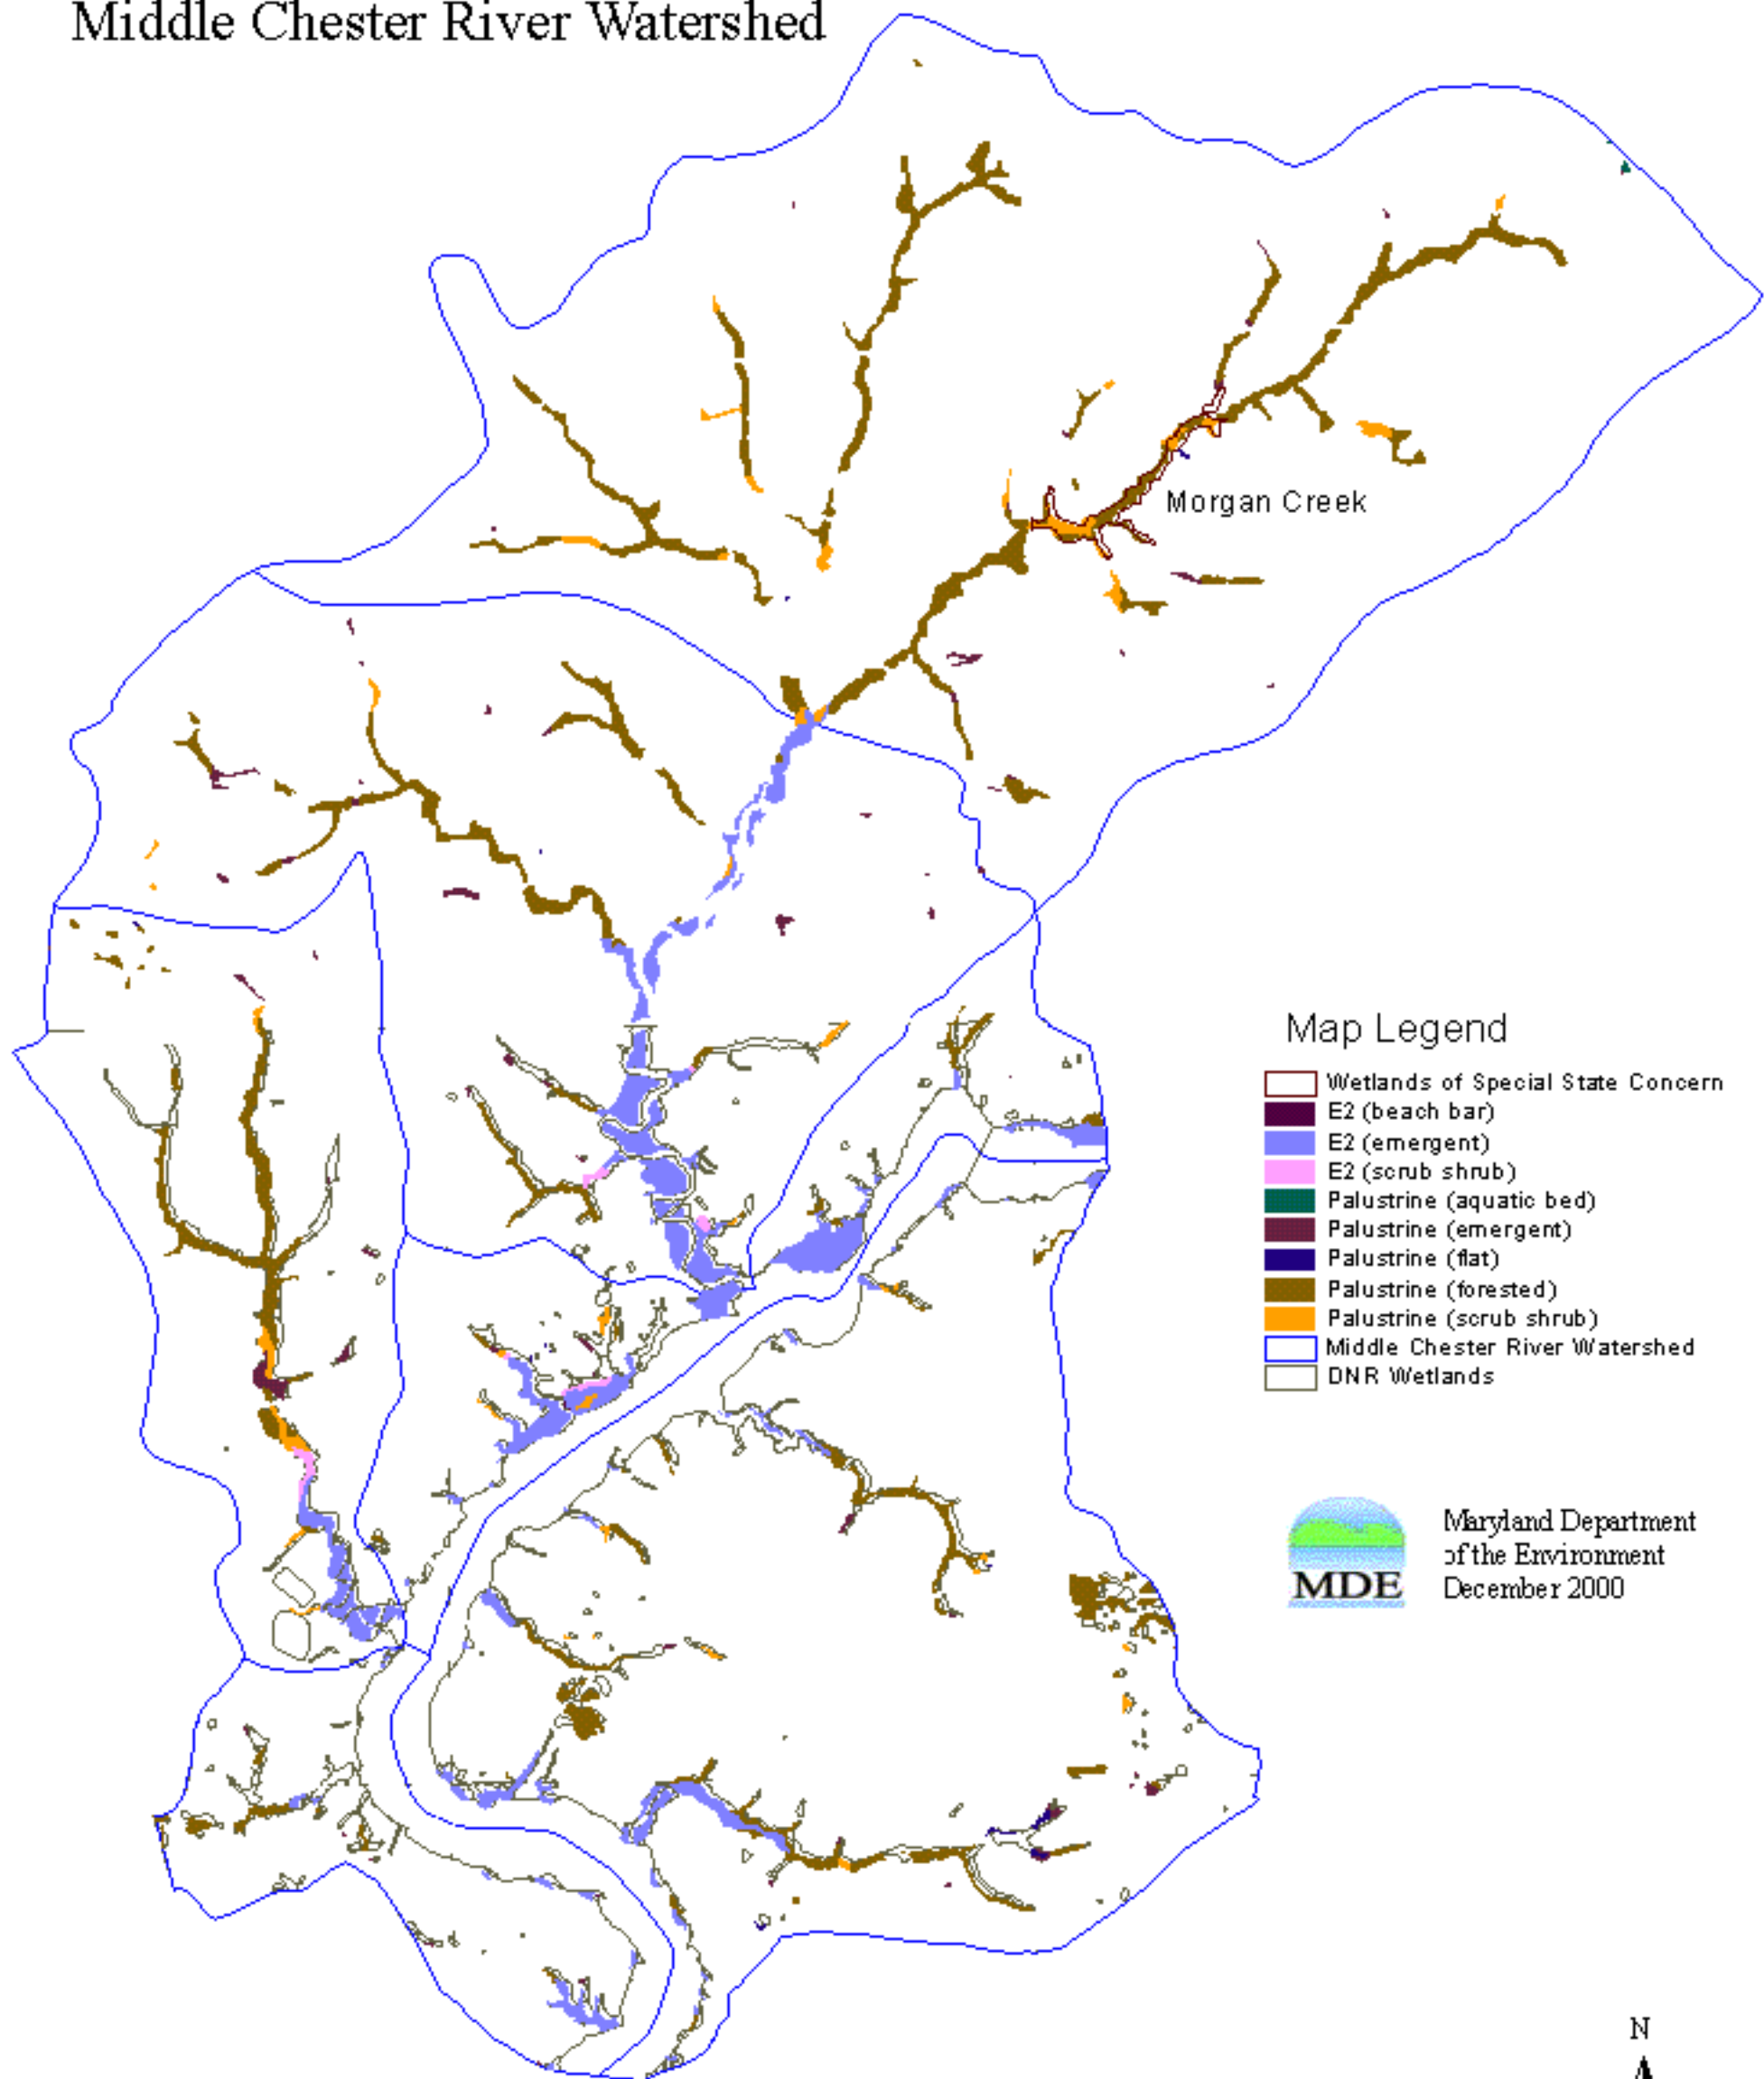 Middle Chester River Watershed
Morgan Creek
Map Legend
Wetlands of Special State Concern
E2 (beach bar)
E2 (emergent)
E2 (scrub shrub)
Palustrine (aquatic bed)
Palustrine (emergent)
Palustrine (flat)
Palustrine (forested)
Palustrine (scrub shrub)
Middle Chester River Watershed
DNR Wetlands
MDE
Maryland Department
of the Environment
December 2000
N